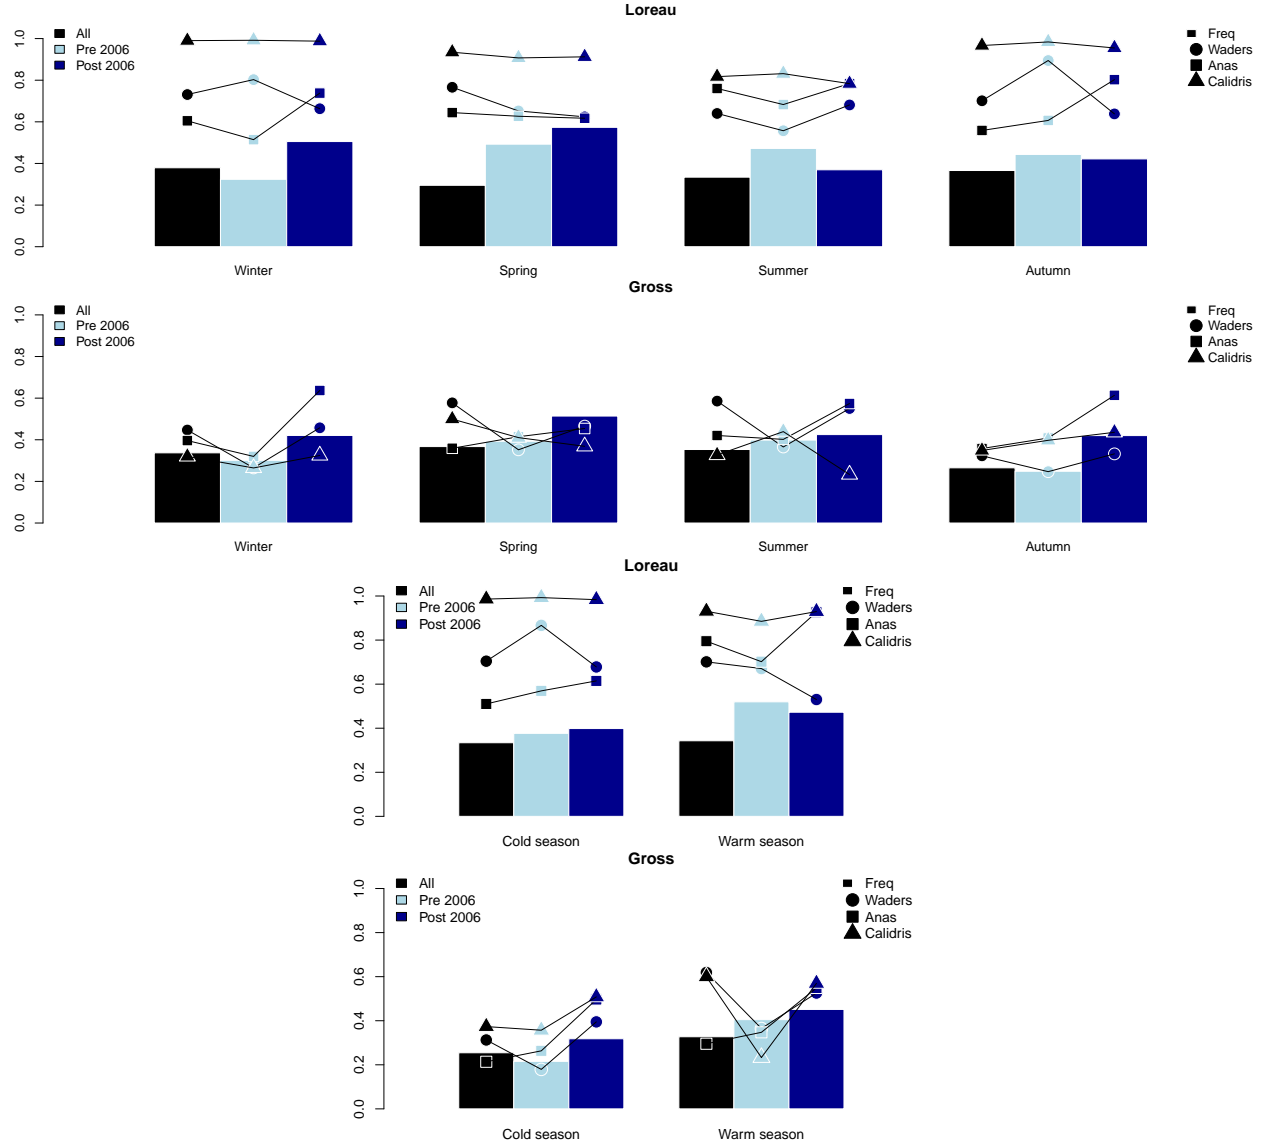 Loreau
All
Pre 2006
Post 2006
Freq
Waders
Anas
Calidris
0.0 0.2 0.4 0.6 0.8 1.0
Winter Spring Summer Autumn
Gross
All
Pre 2006
Post 2006
Freq
Waders
Anas
Calidris
0.0 0.2 0.4 0.6 0.8 1.0
Winter Spring Summer Autumn
Loreau
All
Pre 2006
Post 2006
Freq
Waders
Anas
Calidris
0.0 0.2 0.4 0.6 0.8 1.0
Cold season Warm season
Gross
All
Pre 2006
Post 2006
Freq
Waders
Anas
Calidris
0.0 0.2 0.4 0.6 0.8 1.0
Cold season Warm season